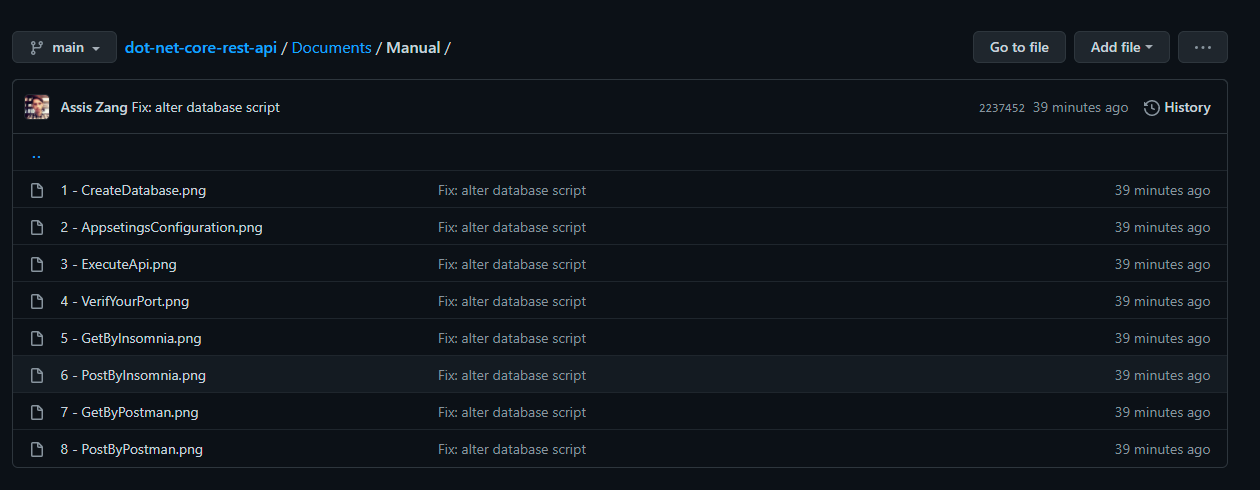 main dot-net-core-rest-api / Documents / Manual / Go to file Add file ...
Assis Zang Fix: alter database script 2237452 39 minutes ago History
..
1 - CreateDatabase.png Fix: alter database script 39 minutes ago
2 - AppsetingsConfiguration.png Fix: alter database script 39 minutes ago
3 - ExecuteApi.png Fix: alter database script 39 minutes ago
4 - VerifYourPort.png Fix: alter database script 39 minutes ago
5 - GetByInsomnia.png Fix: alter database script 39 minutes ago
6 - PostByInsomnia.png Fix: alter database script 39 minutes ago
7 - GetByPostman.png Fix: alter database script 39 minutes ago
8 - PostByPostman.png Fix: alter database script 39 minutes ago